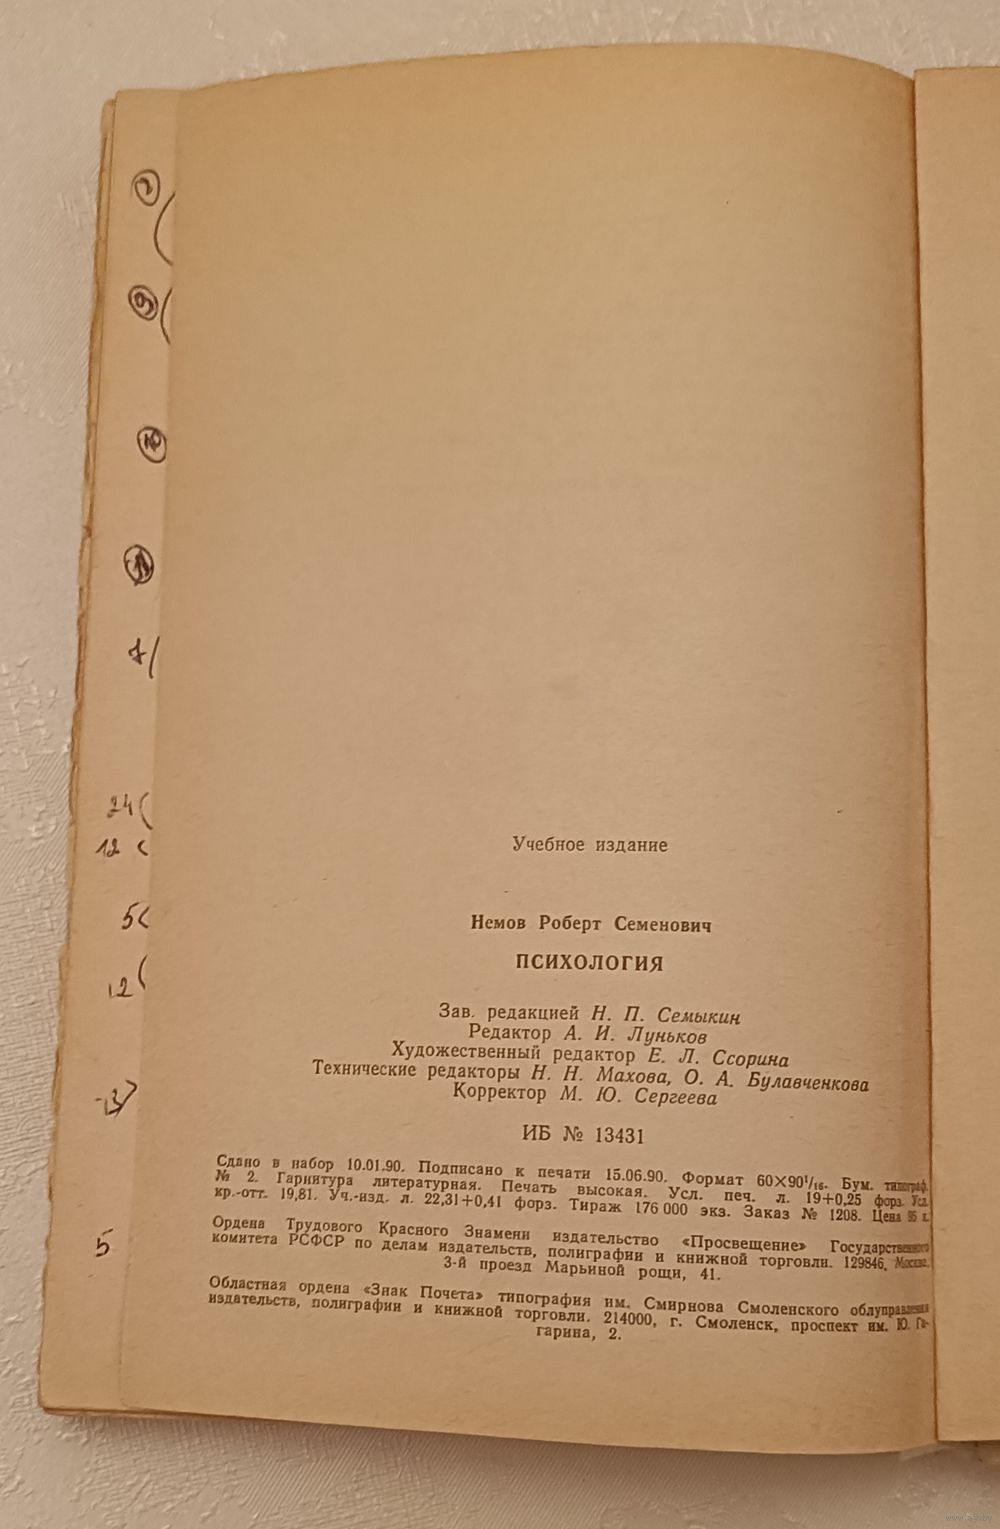 9
11
24
12
5
12
5
Учебное издание
Немов Роберт Семенович
ПСИХОЛОГИЯ
Зав. редакцией Н. П. Семыкин
Редактор А. И. Луньков
Художественный редактор Е. Л. Ссорина
Технические редакторы Н. Н. Махова, О. А. Булавченкова
Корректор М. Ю. Сергеева
ИБ № 13431
Сдано в набор 10.01.90. Подписано к печати 15.06.90. Формат 60×90¹/₁₆. Бум. типограф.
№ 2. Гарнитура литературная. Печать высокая. Усл. печ. л. 19+0,25 форз. Усл.
кр.-отт. 19,81. Уч.-изд. л. 22,31+0,41 форз. Тираж 176 000 экз. Заказ № 1208. Цена 95 к.
Ордена Трудового Красного Знамени издательство «Просвещение» Государственного
комитета РСФСР по делам издательств, полиграфии и книжной торговли. 129846, Москва,
3-й проезд Марьиной рощи, 41.
Областная ордена «Знак Почета» типография им. Смирнова Смоленского облуправления
издательств, полиграфии и книжной торговли. 214000, г. Смоленск, проспект им. Ю. Га-
гарина, 2.